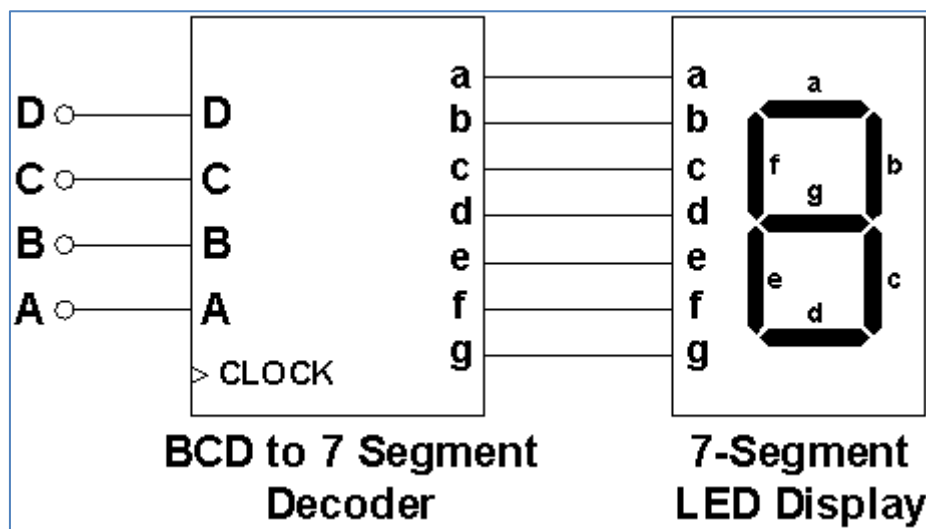 a a a
D D b b f b
C C c c g
B B d d
e e e c
A A f f d
g g
> CLOCK
BCD to 7 Segment 7-Segment
Decoder LED Display